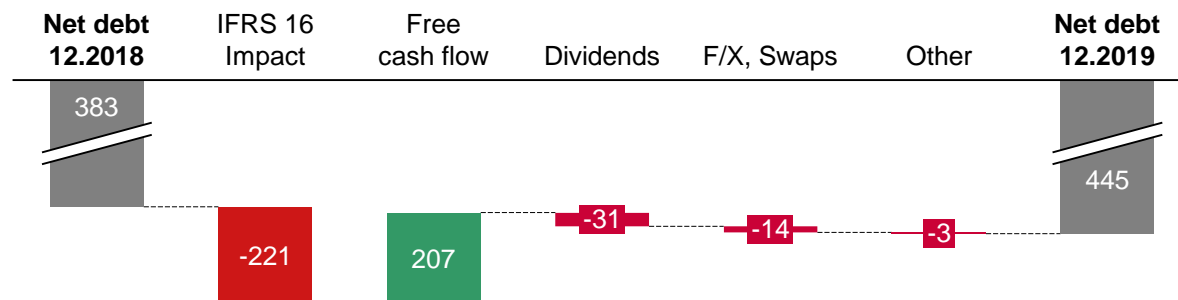 Net debt
12.2018
IFRS 16
Impact
Free
cash flow
Dividends
F/X, Swaps
Other
Net debt
12.2019
383
-221
207
-31
-14
-3
445